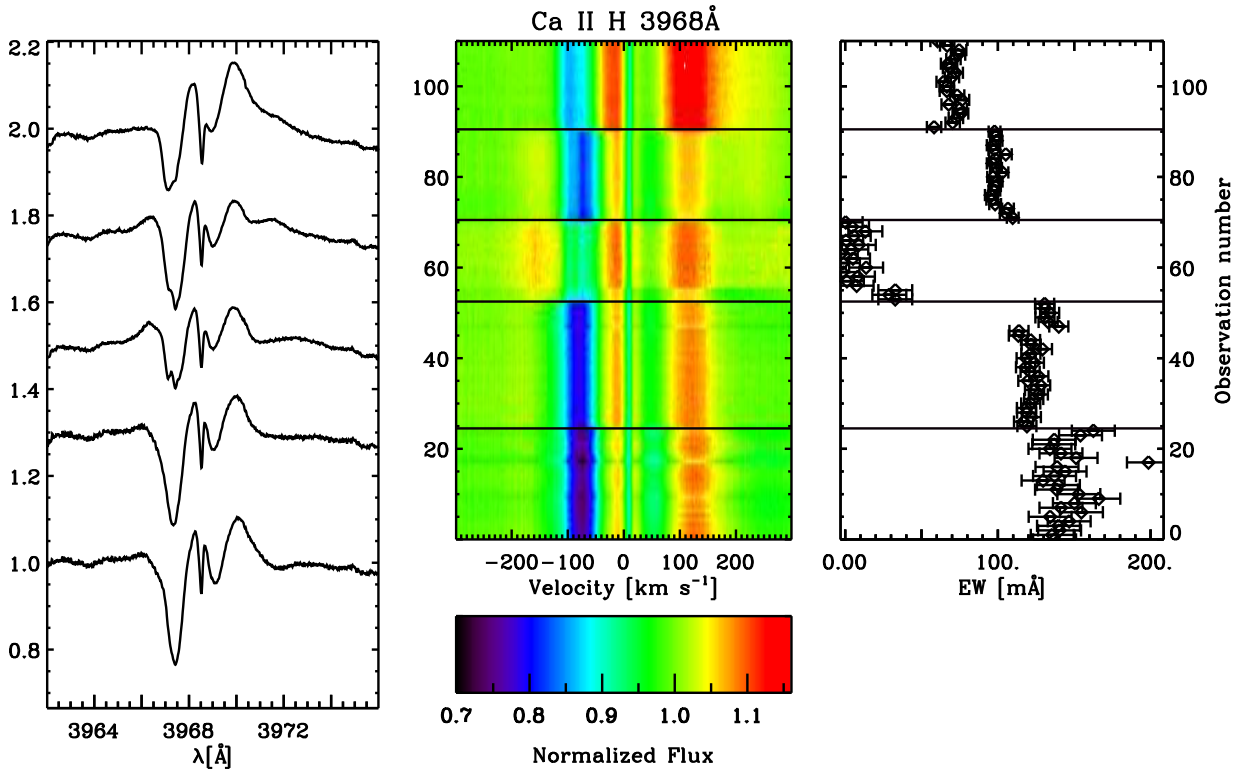 Ca II H 3968Å
2.2
2.0
1.8
1.6
1.4
1.2
1.0
0.8
3964 3968 3972
λ[Å]
100
80
60
40
20
-200 -100 0 100 200
Velocity [km s⁻¹]
100
80
60
40
20
0
Observation number
0.00 100. 200.
EW [mÅ]
0.7 0.8 0.9 1.0 1.1
Normalized Flux